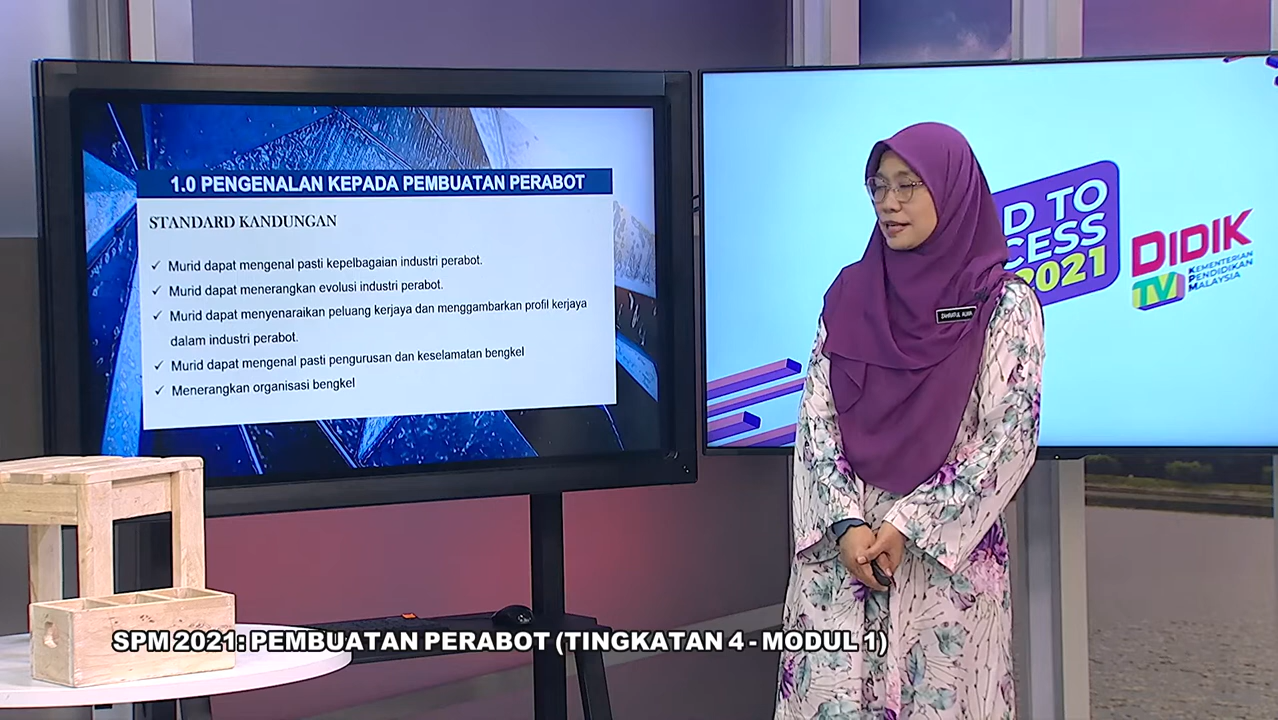 1.0 PENGENALAN KEPADA PEMBUATAN PERABOT
STANDARD KANDUNGAN
✓ Murid dapat mengenal pasti kepelbagaian industri perabot.
✓ Murid dapat menerangkan evolusi industri perabot.
✓ Murid dapat menyenaraikan peluang kerjaya dan menggambarkan profil kerjaya
dalam industri perabot.
✓ Murid dapat mengenal pasti pengurusan dan keselamatan bengkel
✓ Menerangkan organisasi bengkel
D TO
CESS
2021
DIDIK
TV
KEMENTERIAN
PENDIDIKAN
MALAYSIA
SPM 2021: PEMBUATAN PERABOT (TINGKATAN 4 - MODUL 1)